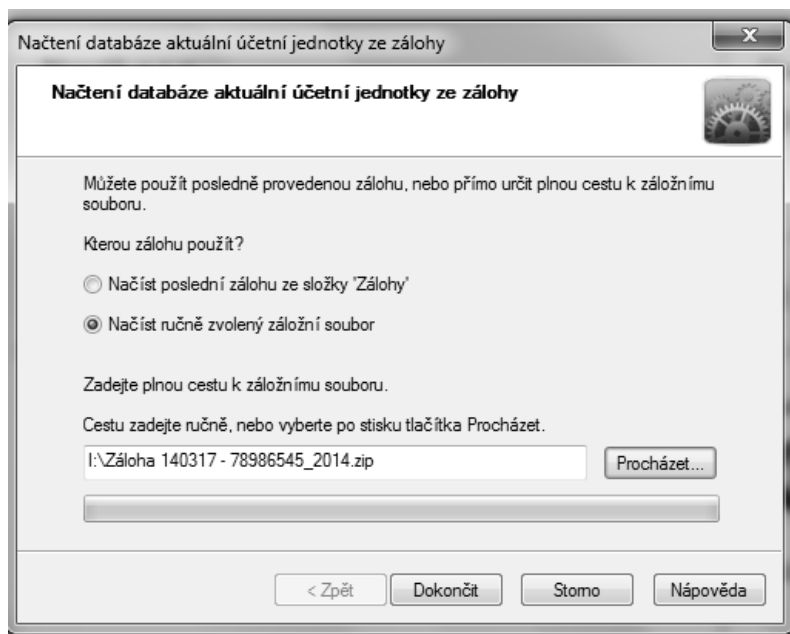 Načtení databáze aktuální účetní jednotky ze zálohy
X
Načtení databáze aktuální účetní jednotky ze zálohy
Můžete použít posledně provedenou zálohu, nebo přímo určit plnou cestu k záložnímu
souboru.
Kterou zálohu použít?
Načíst poslední zálohu ze složky 'Zálohy'
Načíst ručně zvolený záložní soubor
Zadejte plnou cestu k záložnímu souboru.
Cestu zadejte ručně, nebo vyberte po stisku tlačítka Procházet.
I:\Záloha 140317 - 78986545_2014.zip
Procházet...
< Zpět
Dokončit
Storno
Nápověda